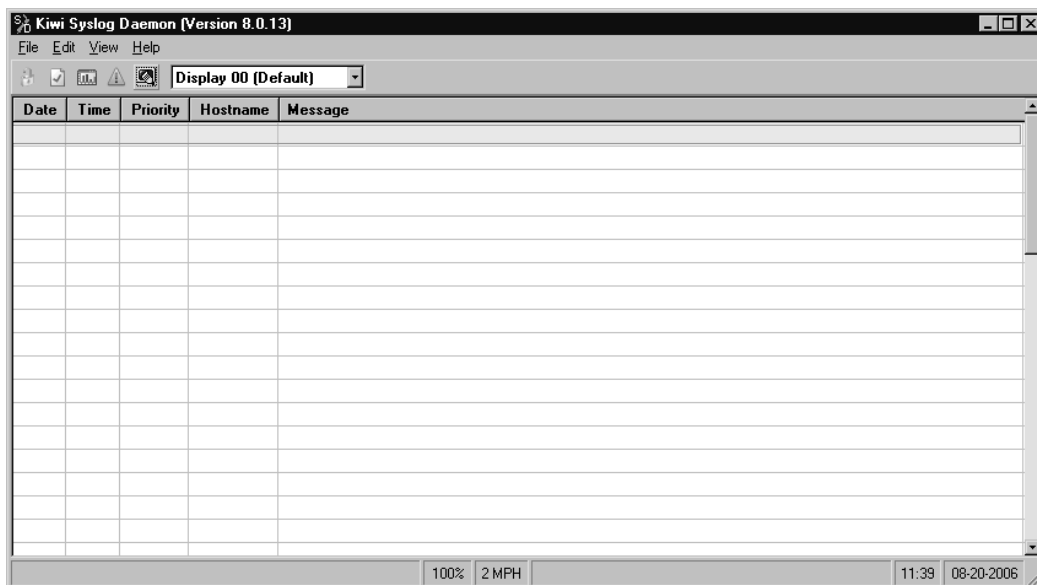 Kiwi Syslog Daemon (Version 8.0.13)
File Edit View Help
Display 00 (Default)
Date Time Priority Hostname Message
100% 2 MPH 11:39 08-20-2006